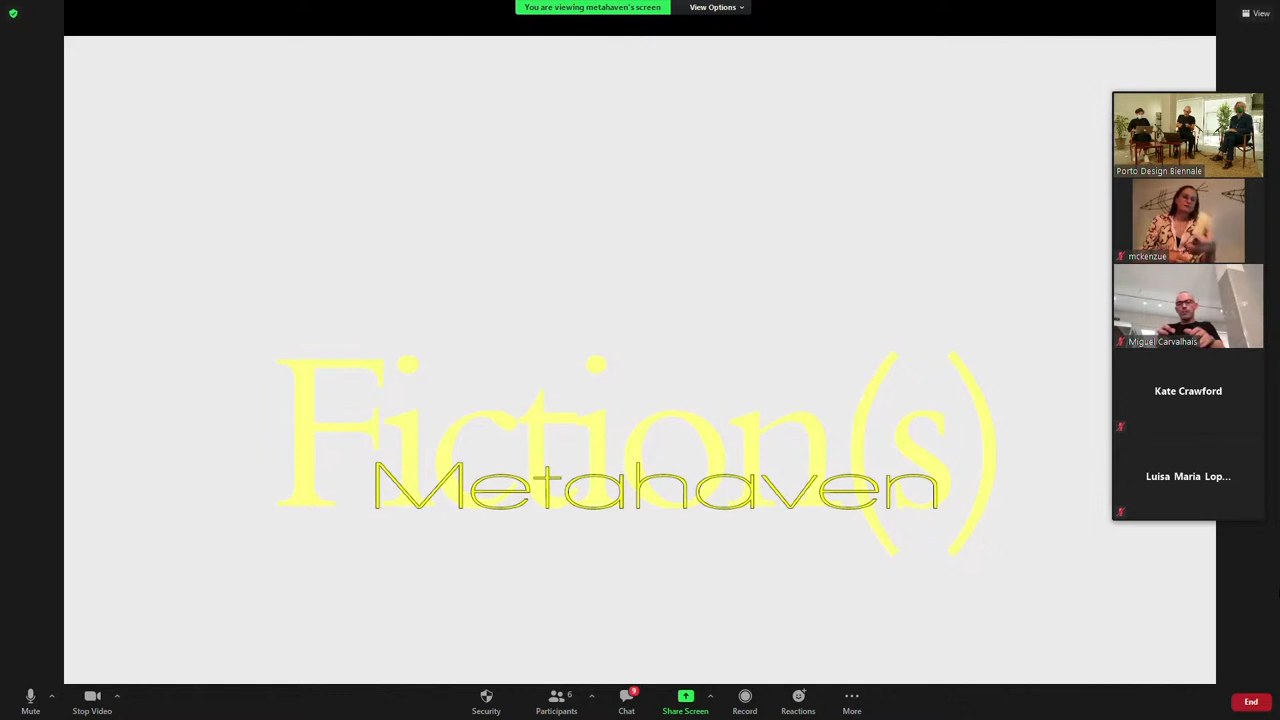 You are viewing metahaven's screen
View Options
View
Fiction(s)
Metahaven
Porto Design Biennale
mckenzue
Miguel Carvalhais
Kate Crawford
Luisa Maria Lop...
Mute
Stop Video
Security
Participants
6
Chat
9
Share Screen
Record
Reactions
More
End